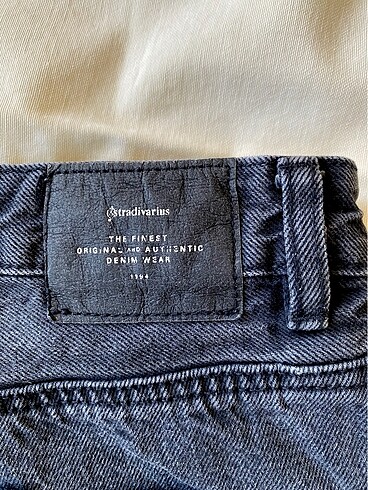 stradivarius
THE FINEST
ORIGINAL AND AUTHENTIC
DENIM WEAR
1994